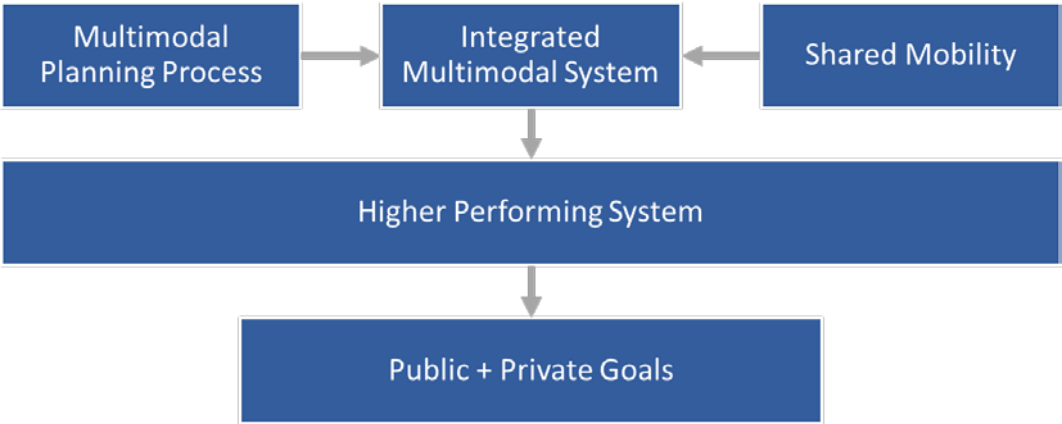 Multimodal
Planning Process
Integrated
Multimodal System
Shared Mobility
Higher Performing System
Public + Private Goals